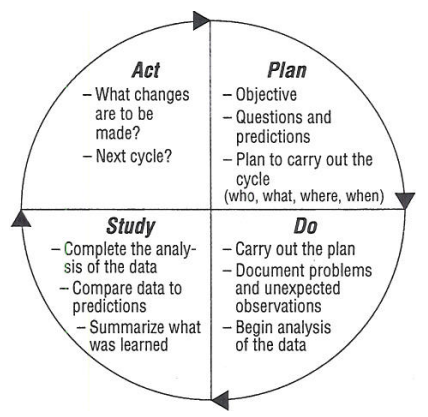 Act
– What changes
are to be
made?
– Next cycle?
Plan
– Objective
– Questions and
predictions
– Plan to carry out the
cycle
(who, what, where, when)
Study
– Complete the analy-
sis of the data
– Compare data to
predictions
– Summarize what
was learned
Do
– Carry out the plan
– Document problems
and unexpected
observations
– Begin analysis
of the data